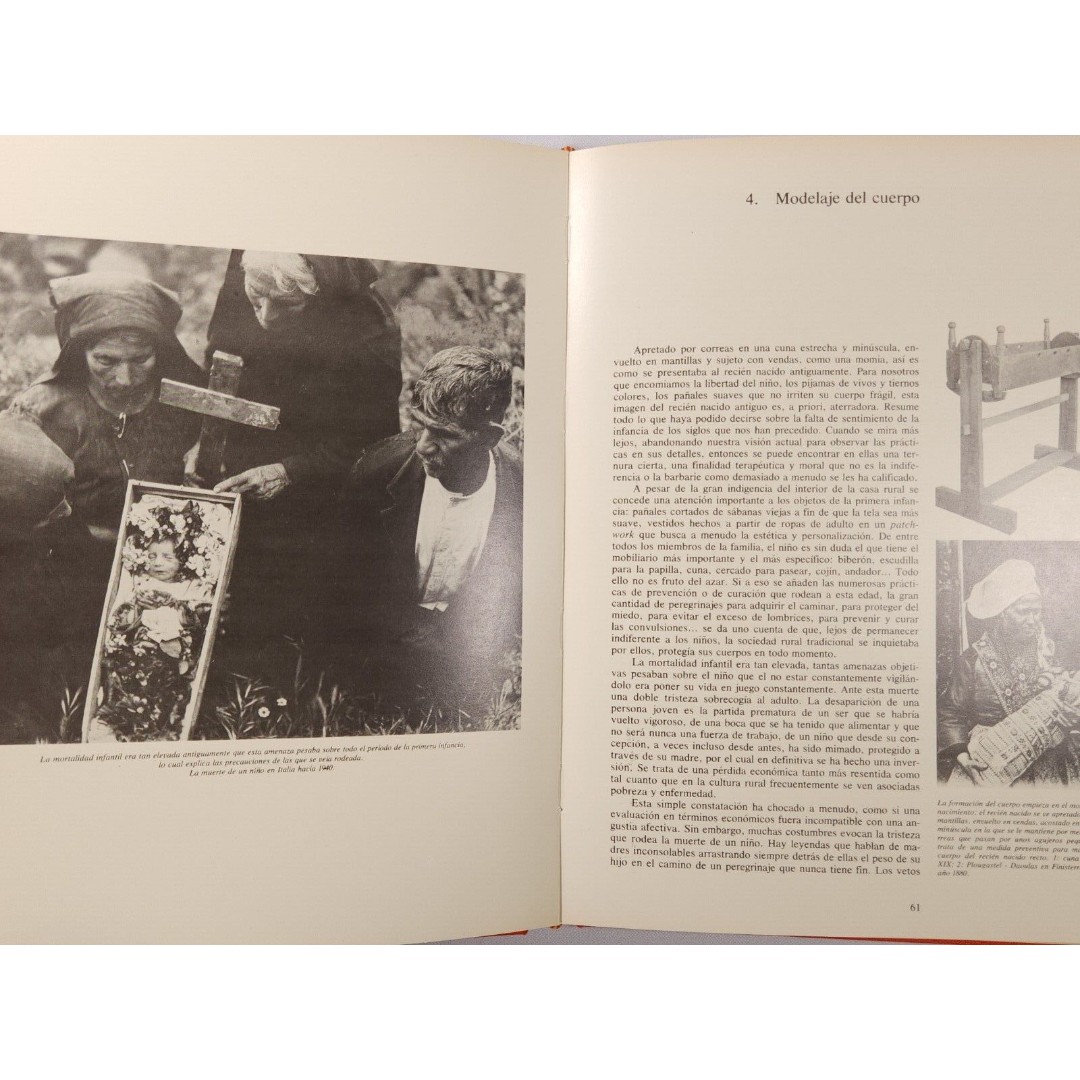 La mortalidad infantil era tan elevada antiguamente que esta amenaza pesaba sobre todo el período de la primera infancia,
lo cual explica las precauciones de las que se veía rodeada.
La muerte de un niño en Italia hacia 1940.
4. Modelaje del cuerpo
Apretado por correas en una cuna estrecha y minúscula, en-
vuelto en mantillas y sujeto con vendas, como una momia, así es
como se presentaba al recién nacido antiguamente. Para nosotros
que encomiamos la libertad del niño, los pijamas de vivos y tiernos
colores, los pañales suaves que no irriten su cuerpo frágil, esta
imagen del recién nacido antiguo es, a priori, aterradora. Resume
todo lo que haya podido decirse sobre la falta de sentimiento de la
infancia de los siglos que nos han precedido. Cuando se mira más
lejos, abandonando nuestra visión actual para observar las prácti-
cas en sus detalles, entonces se puede encontrar en ellas una ter-
nura cierta, una finalidad terapéutica y moral que no es la indife-
rencia o la barbarie como demasiado a menudo se les ha calificado.
A pesar de la gran indigencia del interior de la casa rural se
concede una atención importante a los objetos de la primera infan-
cia: pañales cortados de sábanas viejas a fin de que la tela sea más
suave, vestidos hechos a partir de ropas de adulto en un patch-
work que busca a menudo la estética y personalización. De entre
todos los miembros de la familia, el niño es sin duda el que tiene el
mobiliario más importante y el más específico: biberón, escudilla
para la papilla, cuna, cercado para pasear, cojín, andador... Todo
ello no es fruto del azar. Si a eso se añaden las numerosas prácti-
cas de prevención o de curación que rodean a esta edad, la gran
cantidad de peregrinajes para adquirir el caminar, para proteger del
miedo, para evitar el exceso de lombrices, para prevenir y curar
las convulsiones... se da uno cuenta de que, lejos de permanecer
indiferente a los niños, la sociedad rural tradicional se inquietaba
por ellos, protegía sus cuerpos en todo momento.
La mortalidad infantil era tan elevada, tantas amenazas objeti-
vas pesaban sobre el niño que el no estar constantemente vigilán-
dolo era poner su vida en juego constantemente. Ante esta muerte
una doble tristeza sobrecogía al adulto. La desaparición de una
persona joven es la partida prematura de un ser que se habría
vuelto vigoroso, de una boca que se ha tenido que alimentar y que
no será nunca una fuerza de trabajo, de un niño que desde su con-
cepción, a veces incluso desde antes, ha sido mimado, protegido a
través de su madre, por el cual en definitiva se ha hecho una inver-
sión. Se trata de una pérdida económica tanto más resentida como
tal cuanto que en la cultura rural frecuentemente se ven asociadas
pobreza y enfermedad.
Esta simple constatación ha chocado a menudo, como si una
evaluación en términos económicos fuera incompatible con una an-
gustia afectiva. Sin embargo, muchas costumbres evocan la tristeza
que rodea la muerte de un niño. Hay leyendas que hablan de ma-
dres inconsolables arrastrando siempre detrás de ellas el peso de su
hijo en el camino de un peregrinaje que nunca tiene fin. Los vetos
61
La formación del cuerpo empieza en el
nacimiento: el recién nacido se ve apretado
mantillas, envuelto en vendas, acostado en
minúscula en la que se le mantiene por
rreas que pasan por unos agujeros
trata de una medida preventiva para
cuerpo del recién nacido recto. 1: cuna
XIX; 2: Plougastel - Daoulas en
año 1880.